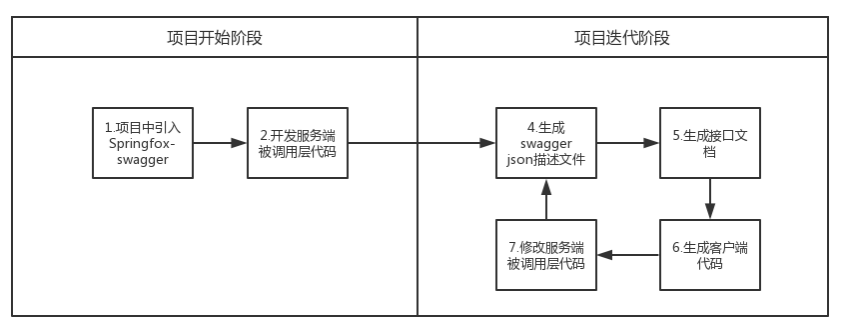 项目开始阶段
项目迭代阶段
1.项目中引入
Springfox-
swagger
2.开发服务端
被调用层代码
4.生成
swagger
json描述文件
5.生成接口文
档
7.修改服务端
被调用层代码
6.生成客户端
代码